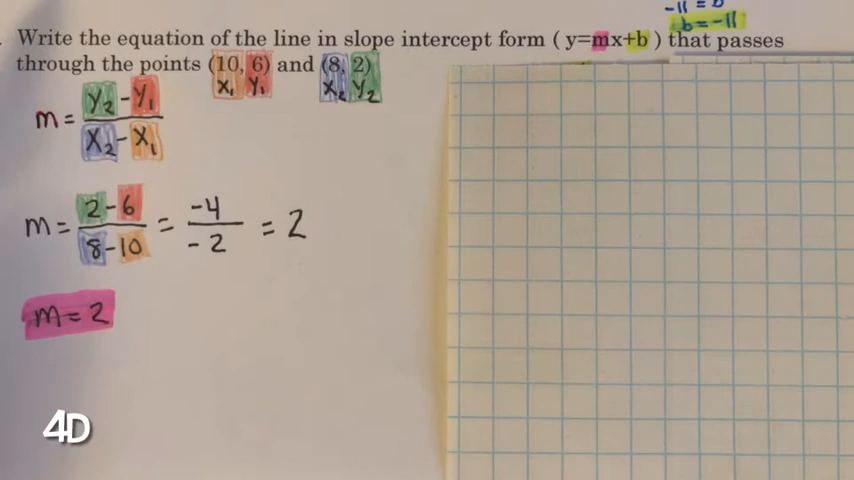 -11 = b
b = -11
Write the equation of the line in slope intercept form ( y=mx+b ) that passes
through the points (10, 6) and (8, 2)
x₁ y₁ x₂ y₂
m = y₂ - y₁ / x₂ - x₁
m = 2 - 6 / 8 - 10 = -4 / -2 = 2
m = 2
4D